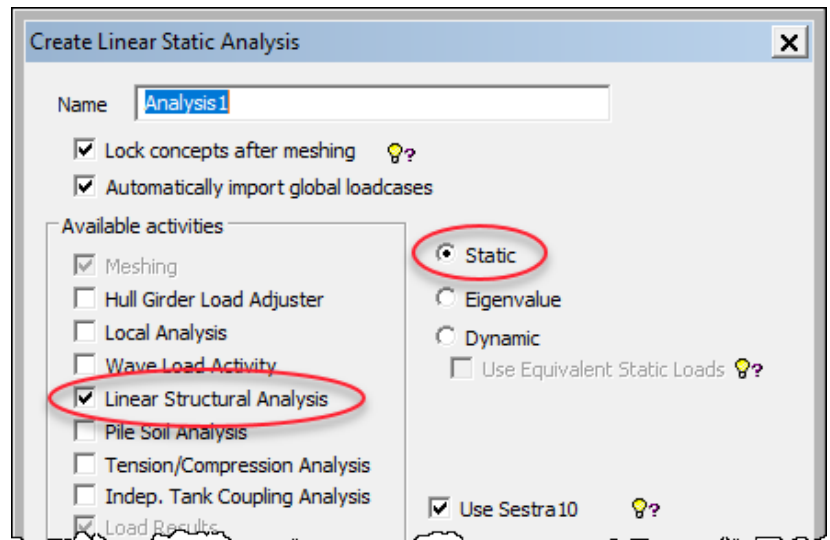 Create Linear Static Analysis
Name Analysis1
Lock concepts after meshing
Automatically import global loadcases
Available activities
Meshing
Hull Girder Load Adjuster
Local Analysis
Wave Load Activity
Linear Structural Analysis
Pile Soil Analysis
Tension/Compression Analysis
Indep. Tank Coupling Analysis
Load Results
Static
Eigenvalue
Dynamic
Use Equivalent Static Loads
Use Sestra10